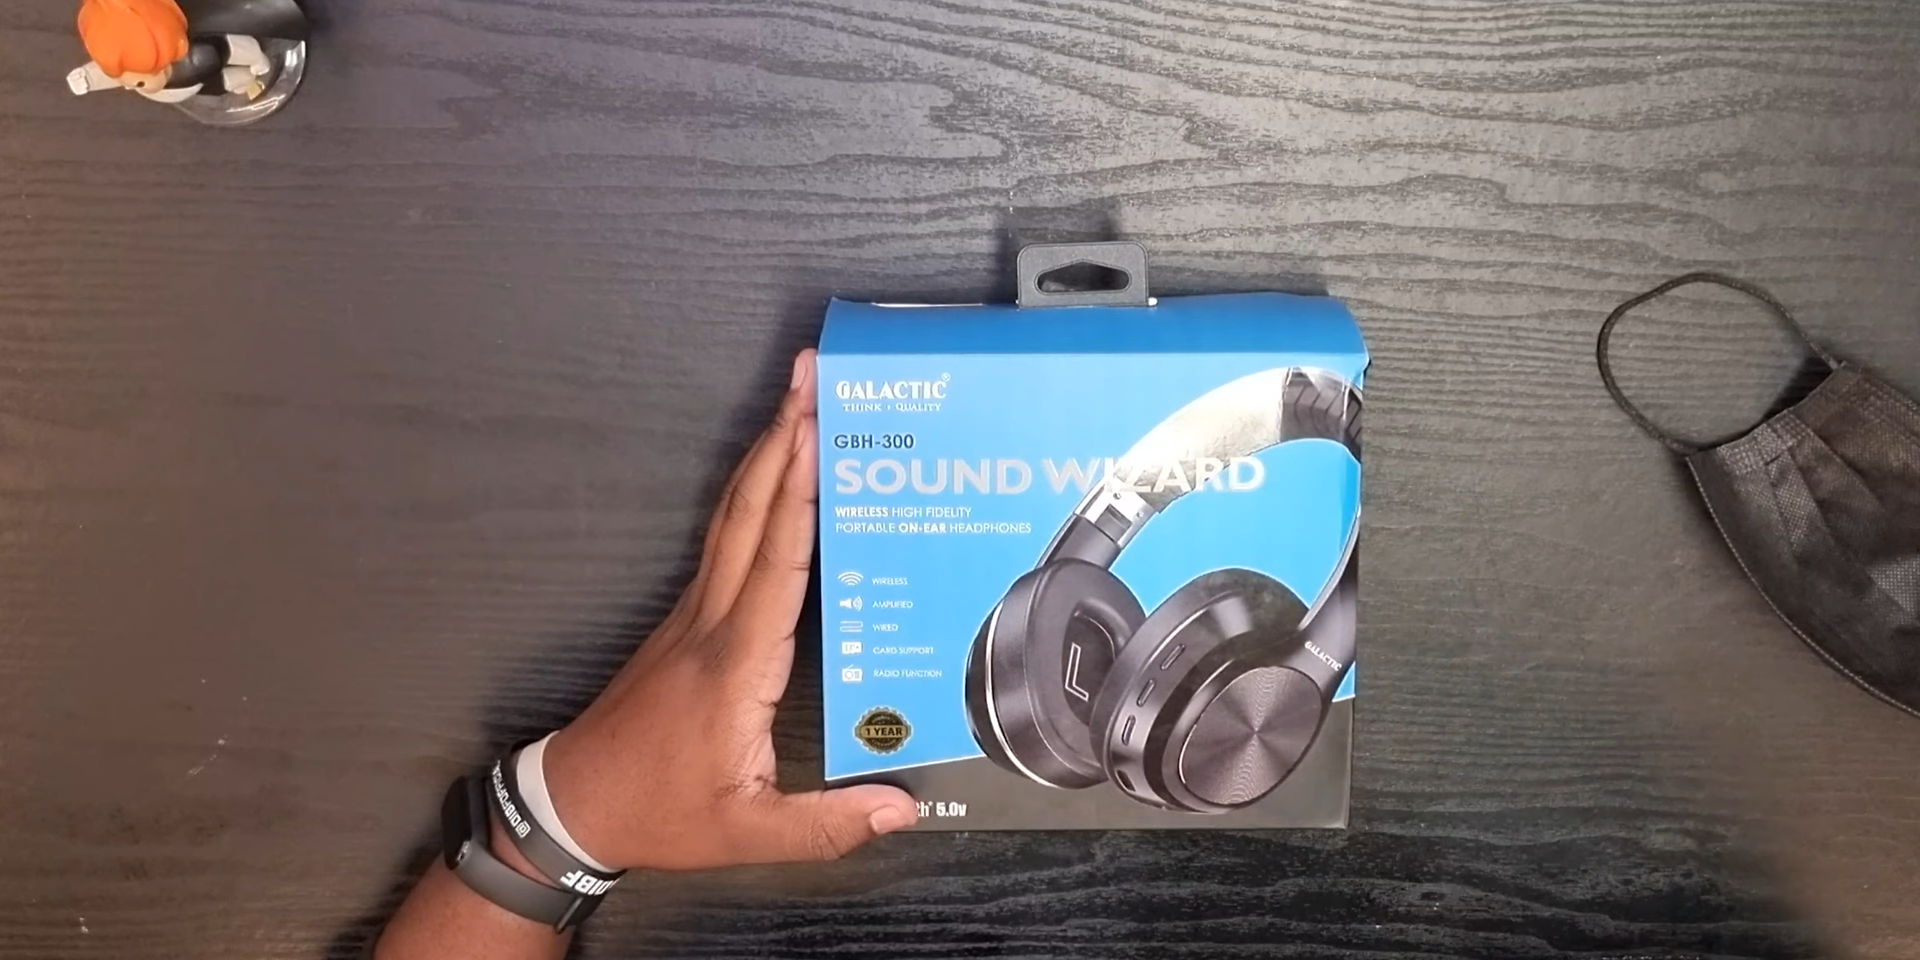 GALACTIC®
THINK + QUALITY
GBH-300
SOUND WIZARD
WIRELESS HIGH FIDELITY
PORTABLE ON-EAR HEADPHONES
WIRELESS
AMPLIFIED
WIRED
CARD SUPPORT
RADIO FUNCTION
1 YEAR
L
GALACTIC
th® 5.0v